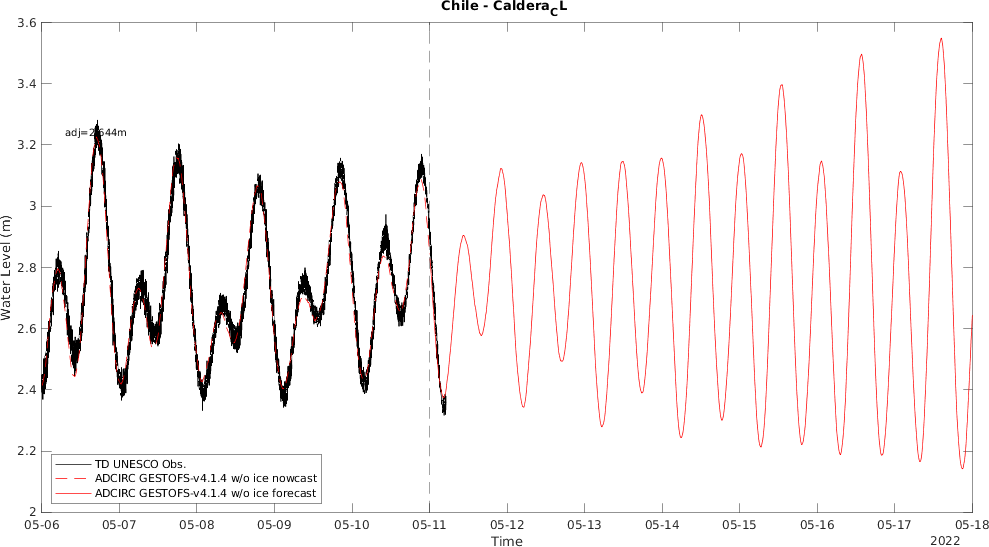 Chile - Caldera_CL
3.6
3.4
3.2
3
2.8
2.6
2.4
2.2
2
Water Level (m)
adj=2.644m
TD UNESCO Obs.
ADCIRC GESTOFS-v4.1.4 w/o ice nowcast
ADCIRC GESTOFS-v4.1.4 w/o ice forecast
05-06 05-07 05-08 05-09 05-10 05-11 05-12 05-13 05-14 05-15 05-16 05-17 05-18
Time
2022